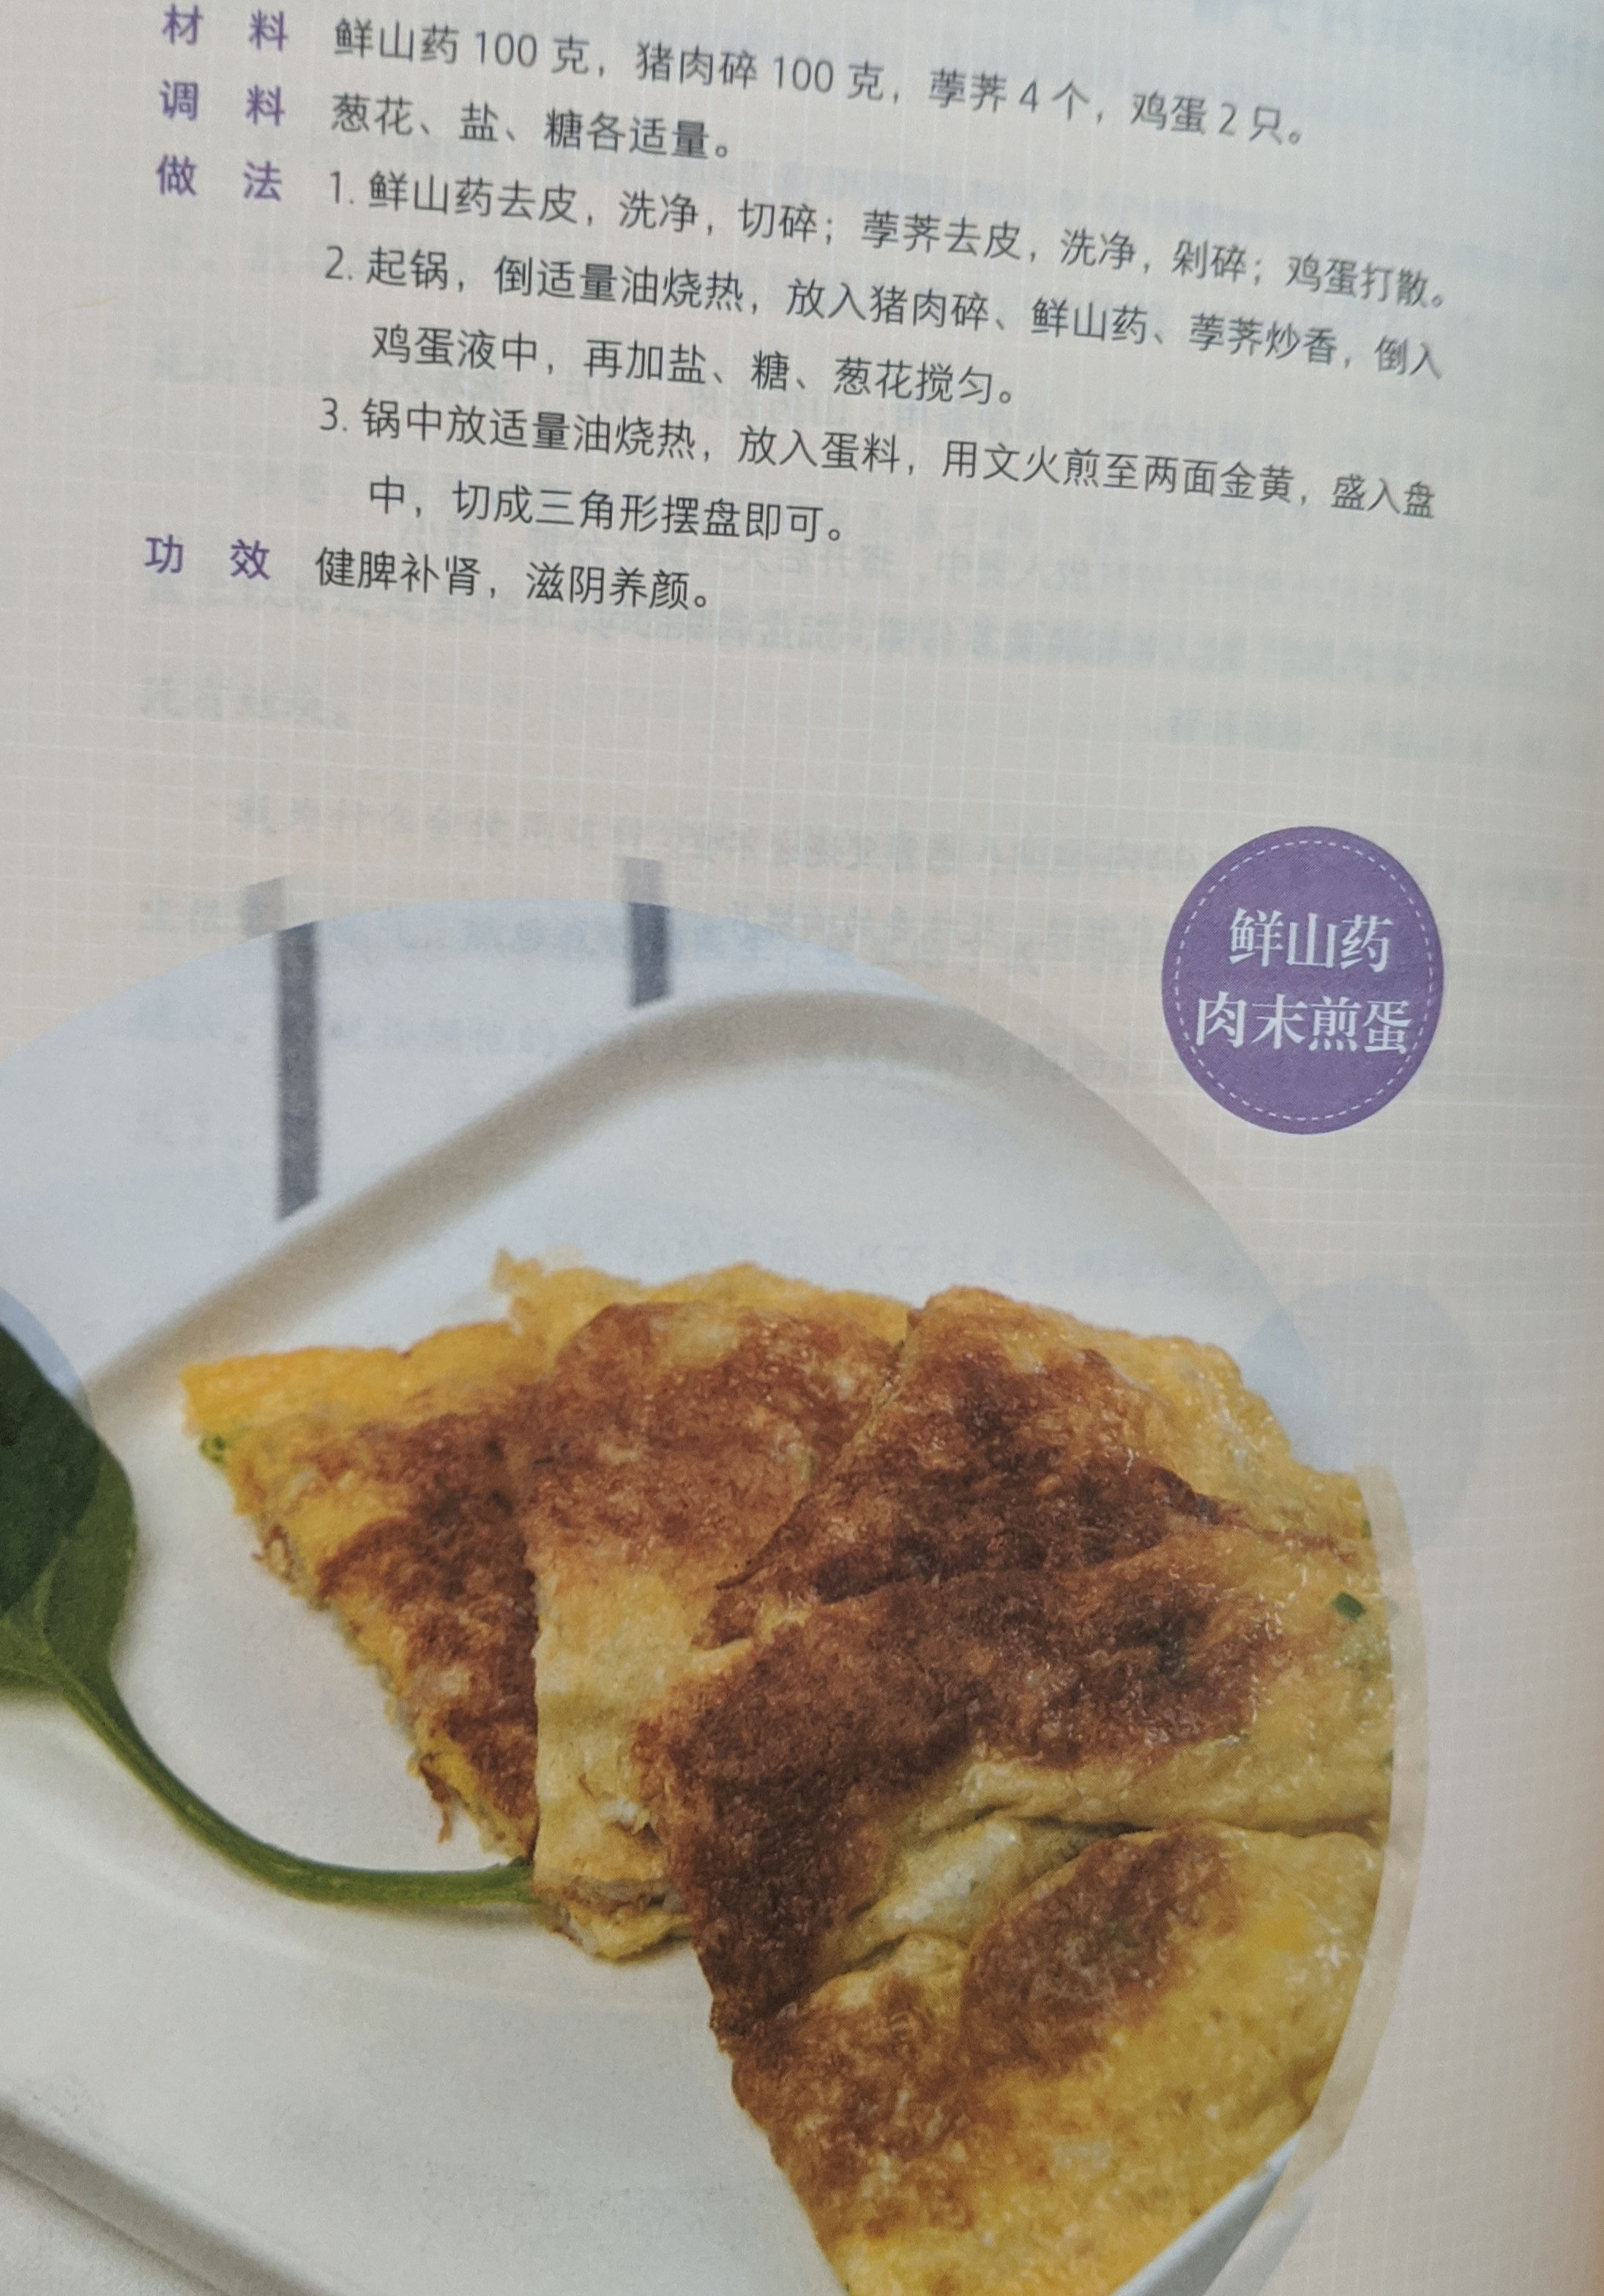 材 料 鲜山药 100 克，猪肉碎 100 克，荸荠 4 个，鸡蛋 2 只。
调 料 葱花、盐、糖各适量。
做 法 1. 鲜山药去皮，洗净，切碎；荸荠去皮，洗净，剁碎；鸡蛋打散。
2. 起锅，倒适量油烧热，放入猪肉碎、鲜山药、荸荠炒香，倒入
鸡蛋液中，再加盐、糖、葱花搅匀。
3. 锅中放适量油烧热，放入蛋料，用文火煎至两面金黄，盛入盘
中，切成三角形摆盘即可。
功 效 健脾补肾，滋阴养颜。
鲜山药
肉末煎蛋